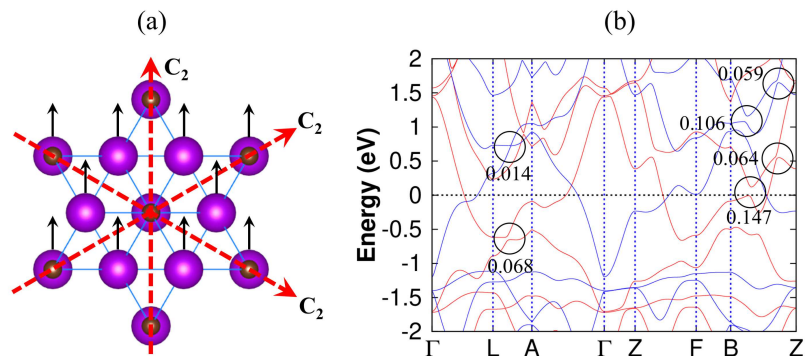 (a)
(b)
C2
C2
C2
Energy (eV)
2
1.5
1
0.5
0
-0.5
-1
-1.5
-2
0.059
0.106
0.064
0.014
0.147
0.068
Γ L A Γ Z F B Z